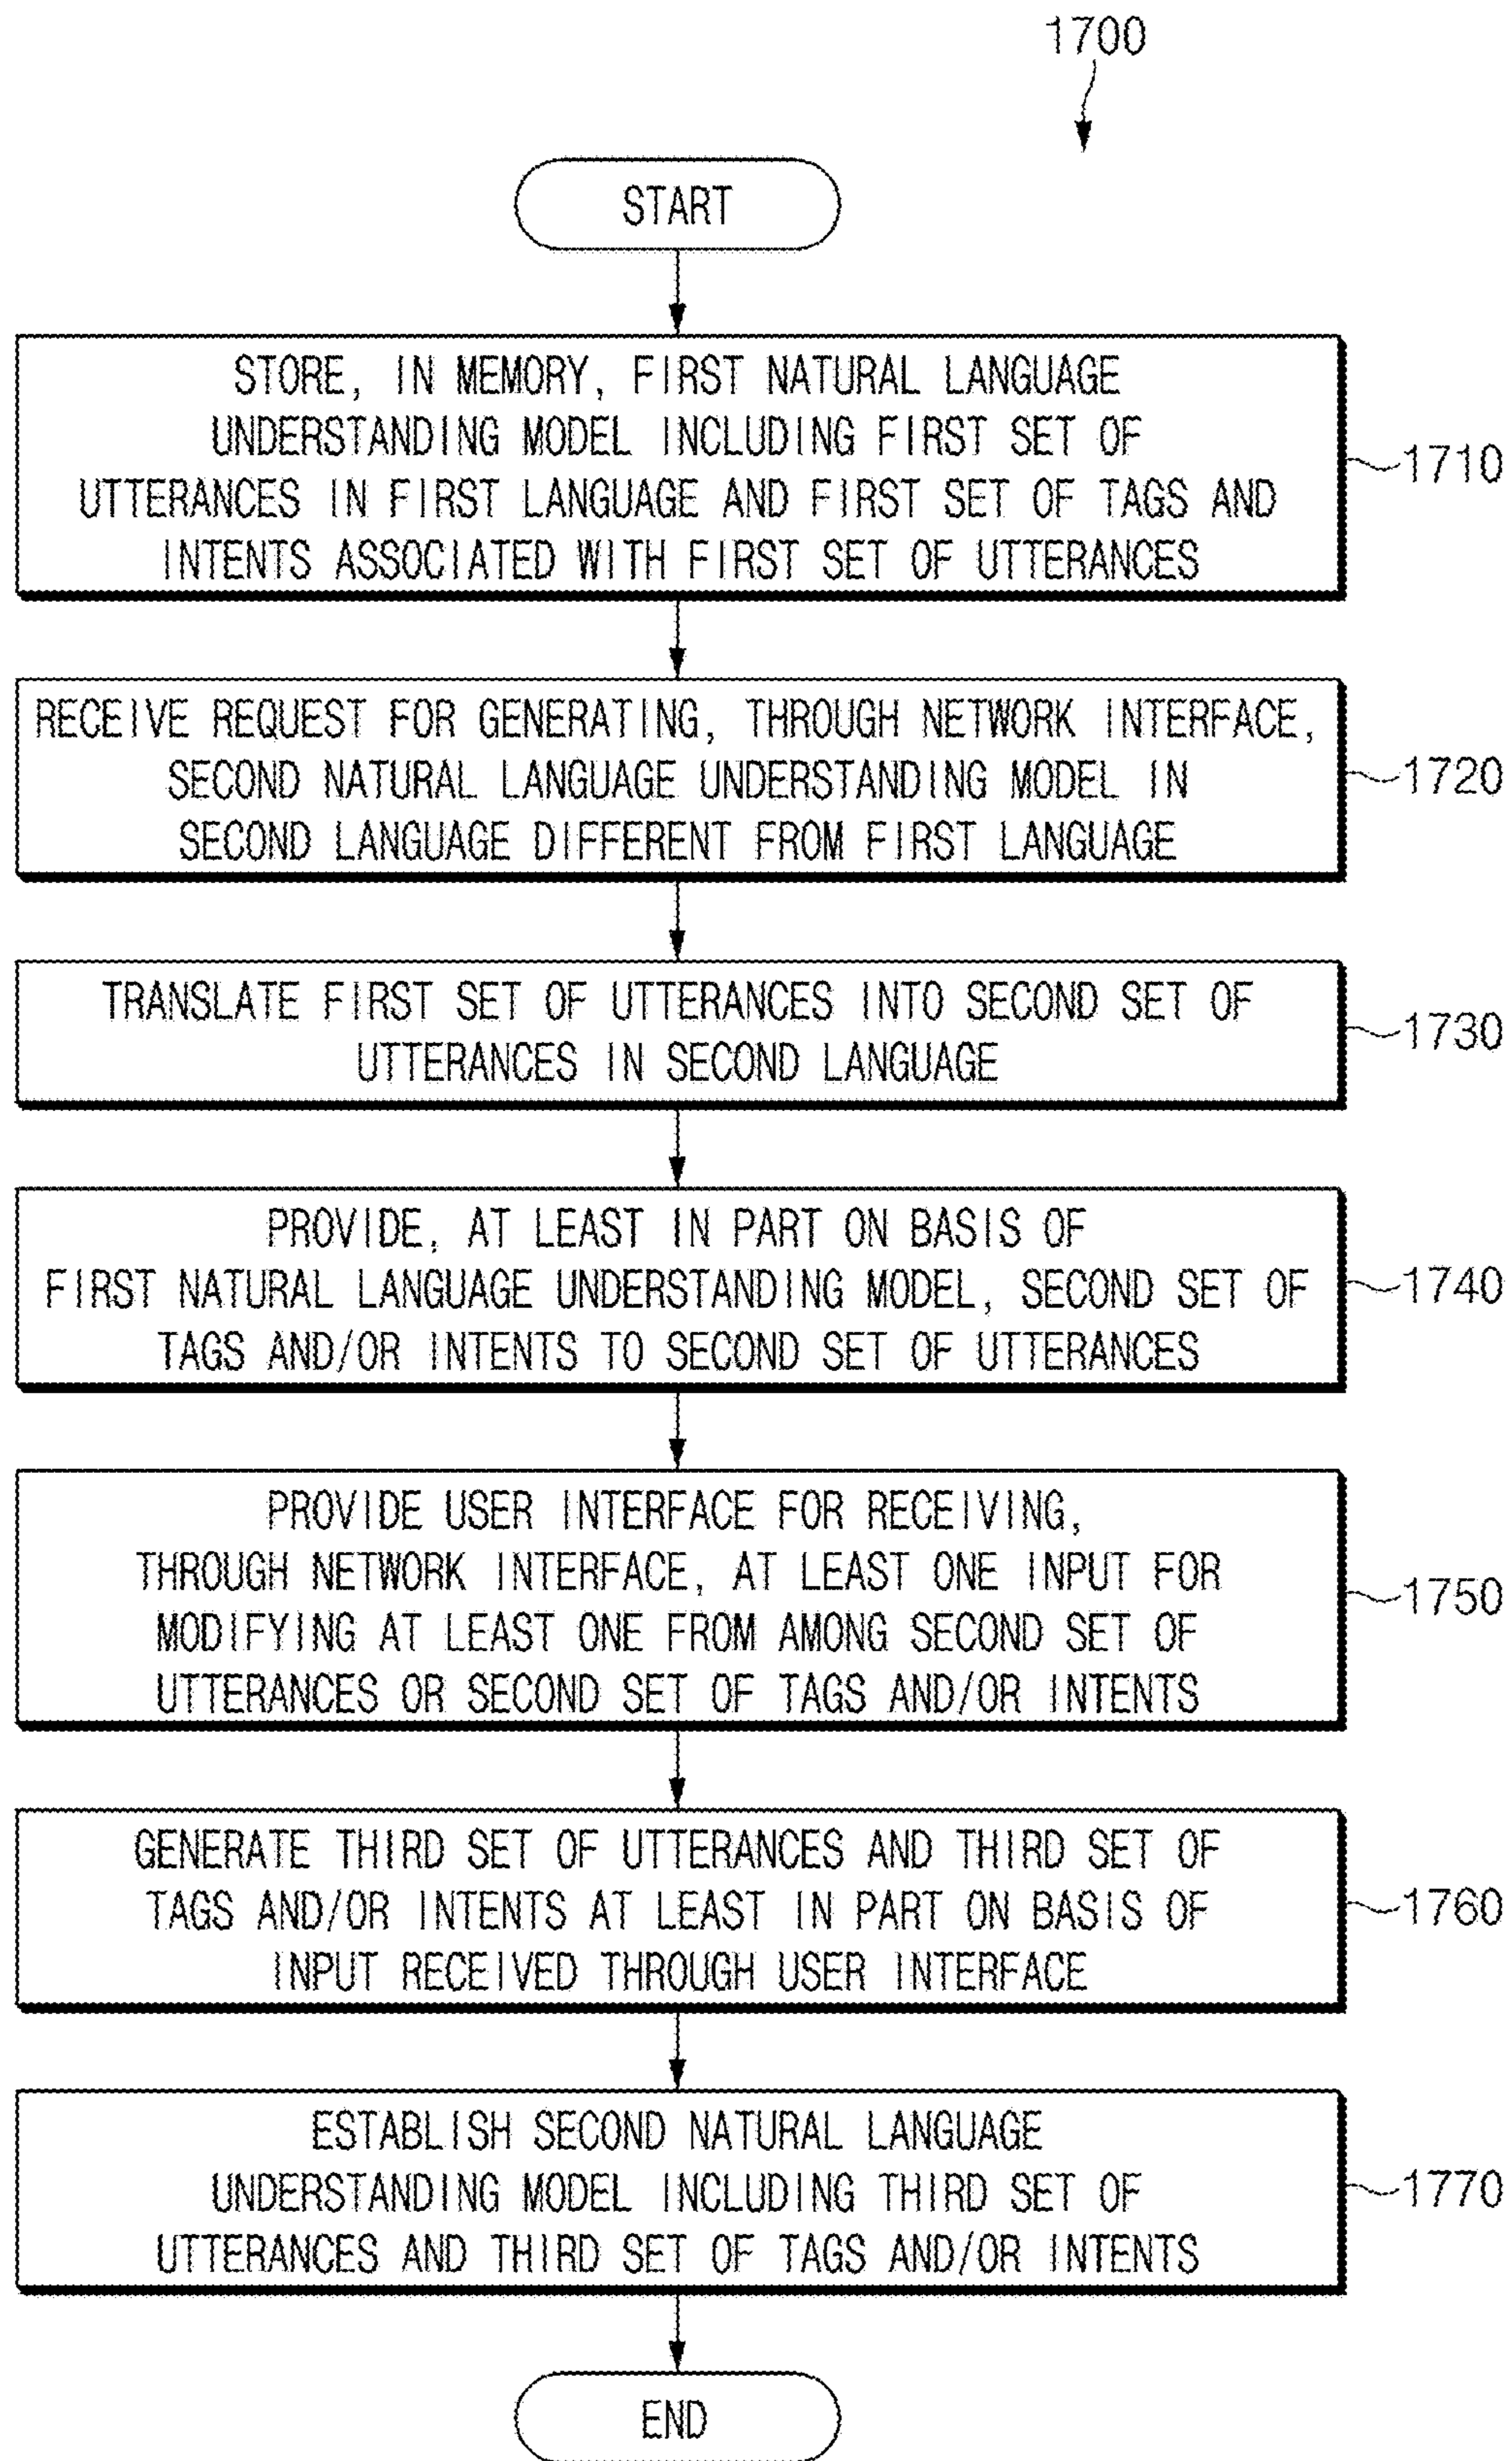 1700
START
STORE, IN MEMORY, FIRST NATURAL LANGUAGE
UNDERSTANDING MODEL INCLUDING FIRST SET OF
UTTERANCES IN FIRST LANGUAGE AND FIRST SET OF TAGS AND
INTENTS ASSOCIATED WITH FIRST SET OF UTTERANCES
1710
RECEIVE REQUEST FOR GENERATING, THROUGH NETWORK INTERFACE,
SECOND NATURAL LANGUAGE UNDERSTANDING MODEL IN
SECOND LANGUAGE DIFFERENT FROM FIRST LANGUAGE
1720
TRANSLATE FIRST SET OF UTTERANCES INTO SECOND SET OF
UTTERANCES IN SECOND LANGUAGE
1730
PROVIDE, AT LEAST IN PART ON BASIS OF
FIRST NATURAL LANGUAGE UNDERSTANDING MODEL, SECOND SET OF
TAGS AND/OR INTENTS TO SECOND SET OF UTTERANCES
1740
PROVIDE USER INTERFACE FOR RECEIVING,
THROUGH NETWORK INTERFACE, AT LEAST ONE INPUT FOR
MODIFYING AT LEAST ONE FROM AMONG SECOND SET OF
UTTERANCES OR SECOND SET OF TAGS AND/OR INTENTS
1750
GENERATE THIRD SET OF UTTERANCES AND THIRD SET OF
TAGS AND/OR INTENTS AT LEAST IN PART ON BASIS OF
INPUT RECEIVED THROUGH USER INTERFACE
1760
ESTABLISH SECOND NATURAL LANGUAGE
UNDERSTANDING MODEL INCLUDING THIRD SET OF
UTTERANCES AND THIRD SET OF TAGS AND/OR INTENTS
1770
END